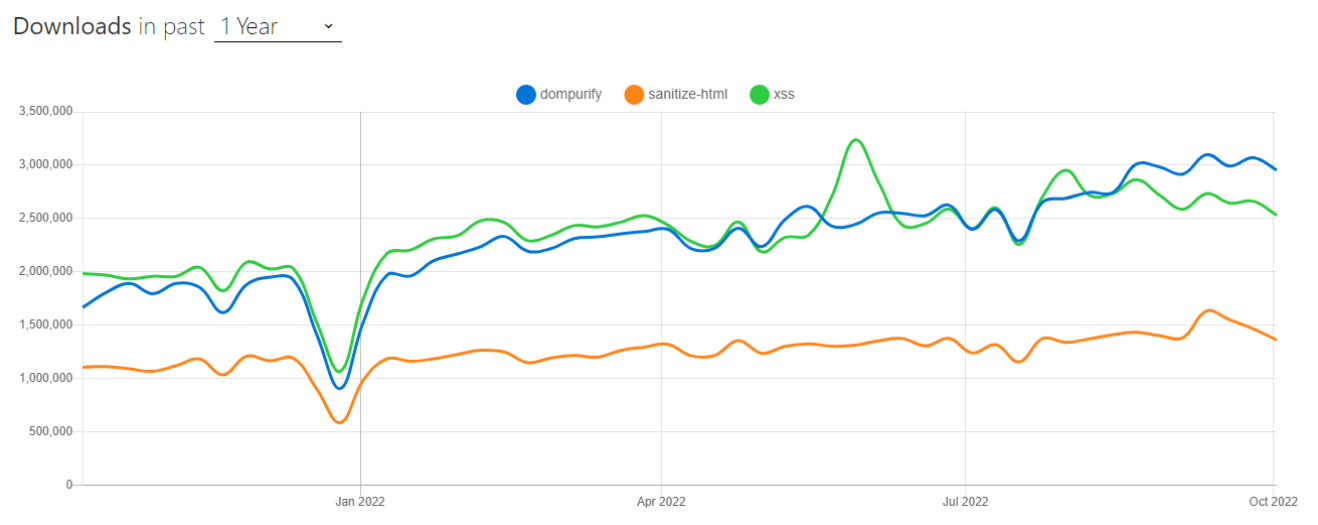 Downloads in past 1 Year
dompurify sanitize-html xss
3,500,000
3,000,000
2,500,000
2,000,000
1,500,000
1,000,000
500,000
0
Jan 2022 Apr 2022 Jul 2022 Oct 2022